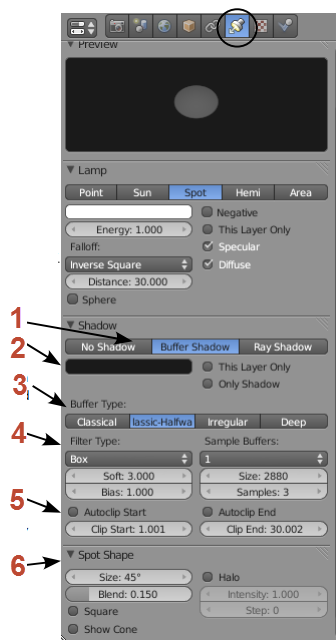 Preview
Lamp
Point Sun Spot Hemi Area
Negative
Energy: 1.000 This Layer Only
Falloff: Specular
Inverse Square Diffuse
Distance: 30.000
Sphere
1
Shadow
No Shadow Buffer Shadow Ray Shadow
2
This Layer Only
Only Shadow
3
Buffer Type:
Classical lassic-Halfwa Irregular Deep
4
Filter Type: Sample Buffers:
Box 1
Soft: 3.000 Size: 2880
Bias: 1.000 Samples: 3
5
Autoclip Start Autoclip End
Clip Start: 1.001 Clip End: 30.002
6
Spot Shape
Size: 45° Halo
Blend: 0.150 Intensity: 1.000
Square Step: 0
Show Cone